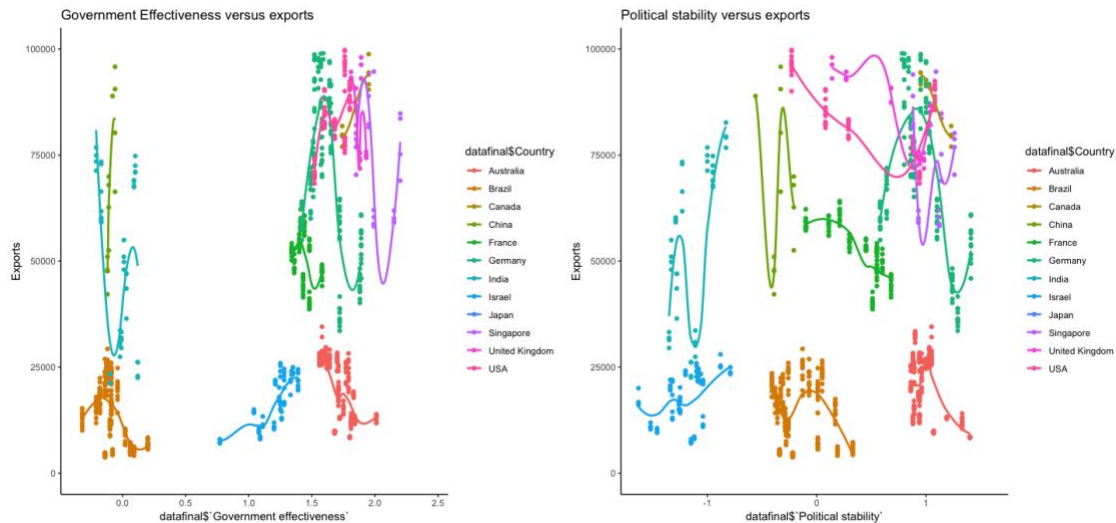 Government Effectiveness versus exports
100000
75000
50000
25000
0
Exports
0.0 0.5 1.0 1.5 2.0 2.5
datafinal$`Government effectiveness`
datafinal$Country
Australia
Brazil
Canada
China
France
Germany
India
Israel
Japan
Singapore
United Kingdom
USA
Political stability versus exports
100000
75000
50000
25000
0
Exports
-1 0 1
datafinal$`Political stability`
datafinal$Country
Australia
Brazil
Canada
China
France
Germany
India
Israel
Japan
Singapore
United Kingdom
USA